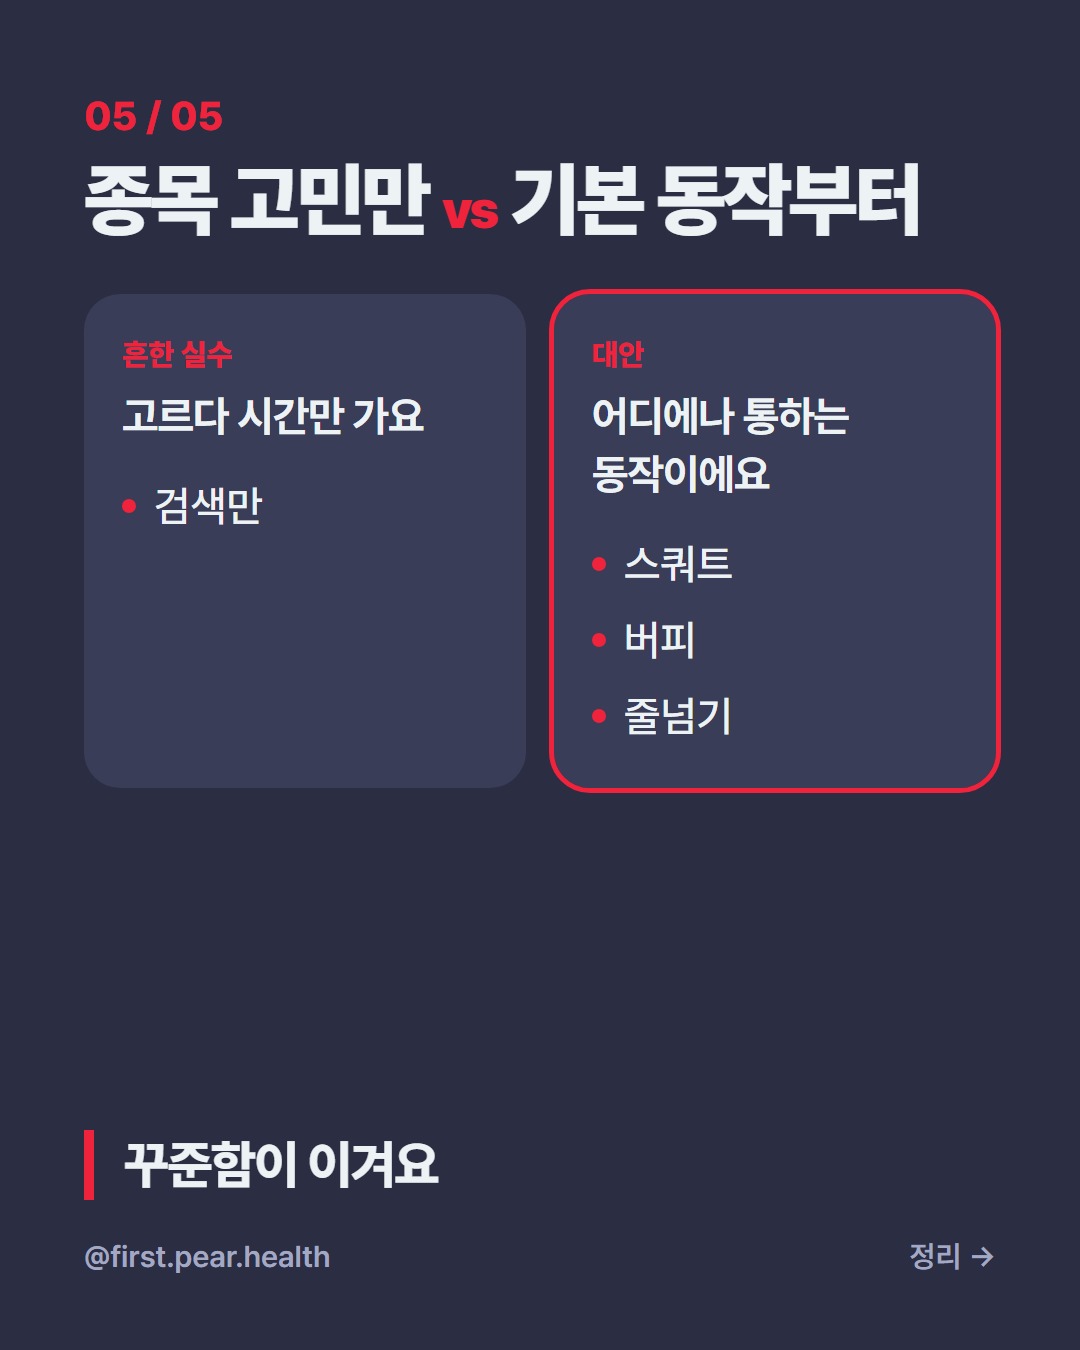 05 / 05
종목 고민만 vs 기본 동작부터
흔한 실수
고르다 시간만 가요
• 검색만
대안
어디에나 통하는
동작이에요
• 스쿼트
• 버피
• 줄넘기
꾸준함이 이겨요
@first.pear.health
정리 →